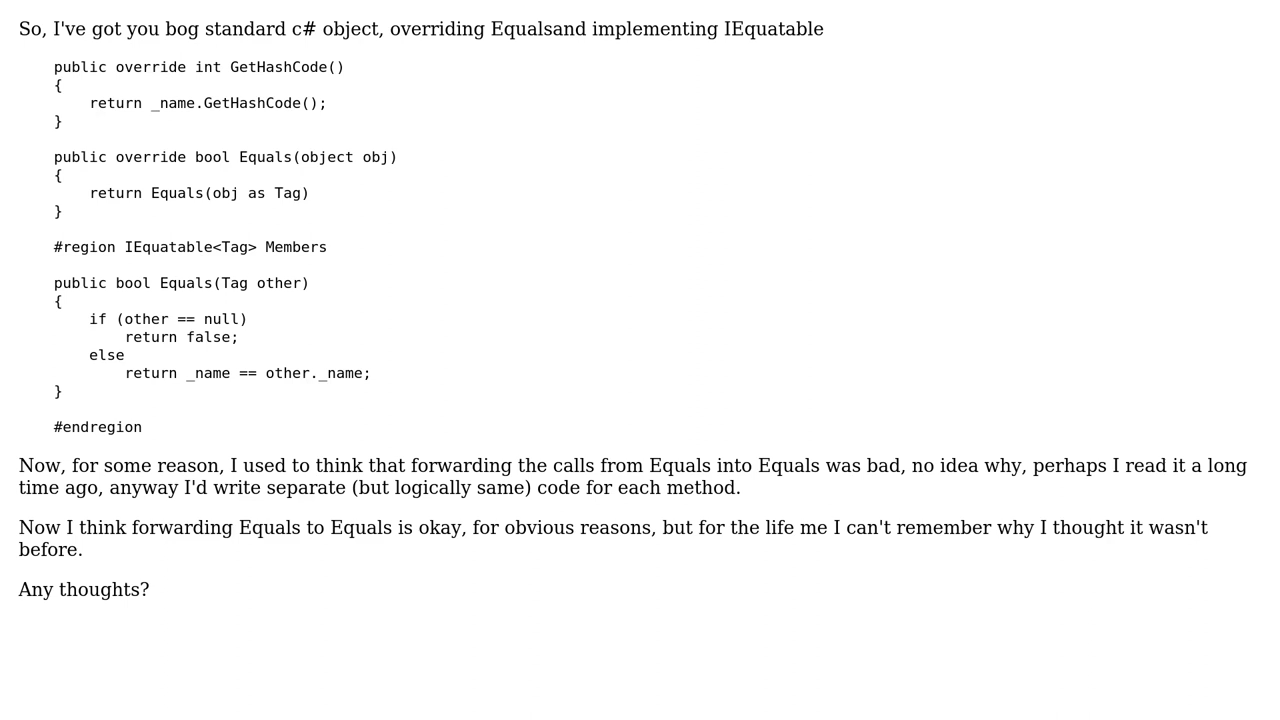 So, I've got you bog standard c# object, overriding Equalsand implementing IEquatable
public override int GetHashCode()
{
    return _name.GetHashCode();
}

public override bool Equals(object obj)
{
    return Equals(obj as Tag)
}

#region IEquatable<Tag> Members

public bool Equals(Tag other)
{
    if (other == null)
        return false;
    else
        return _name == other._name;
}

#endregion
Now, for some reason, I used to think that forwarding the calls from Equals into Equals was bad, no idea why, perhaps I read it a long
time ago, anyway I'd write separate (but logically same) code for each method.
Now I think forwarding Equals to Equals is okay, for obvious reasons, but for the life me I can't remember why I thought it wasn't
before.
Any thoughts?